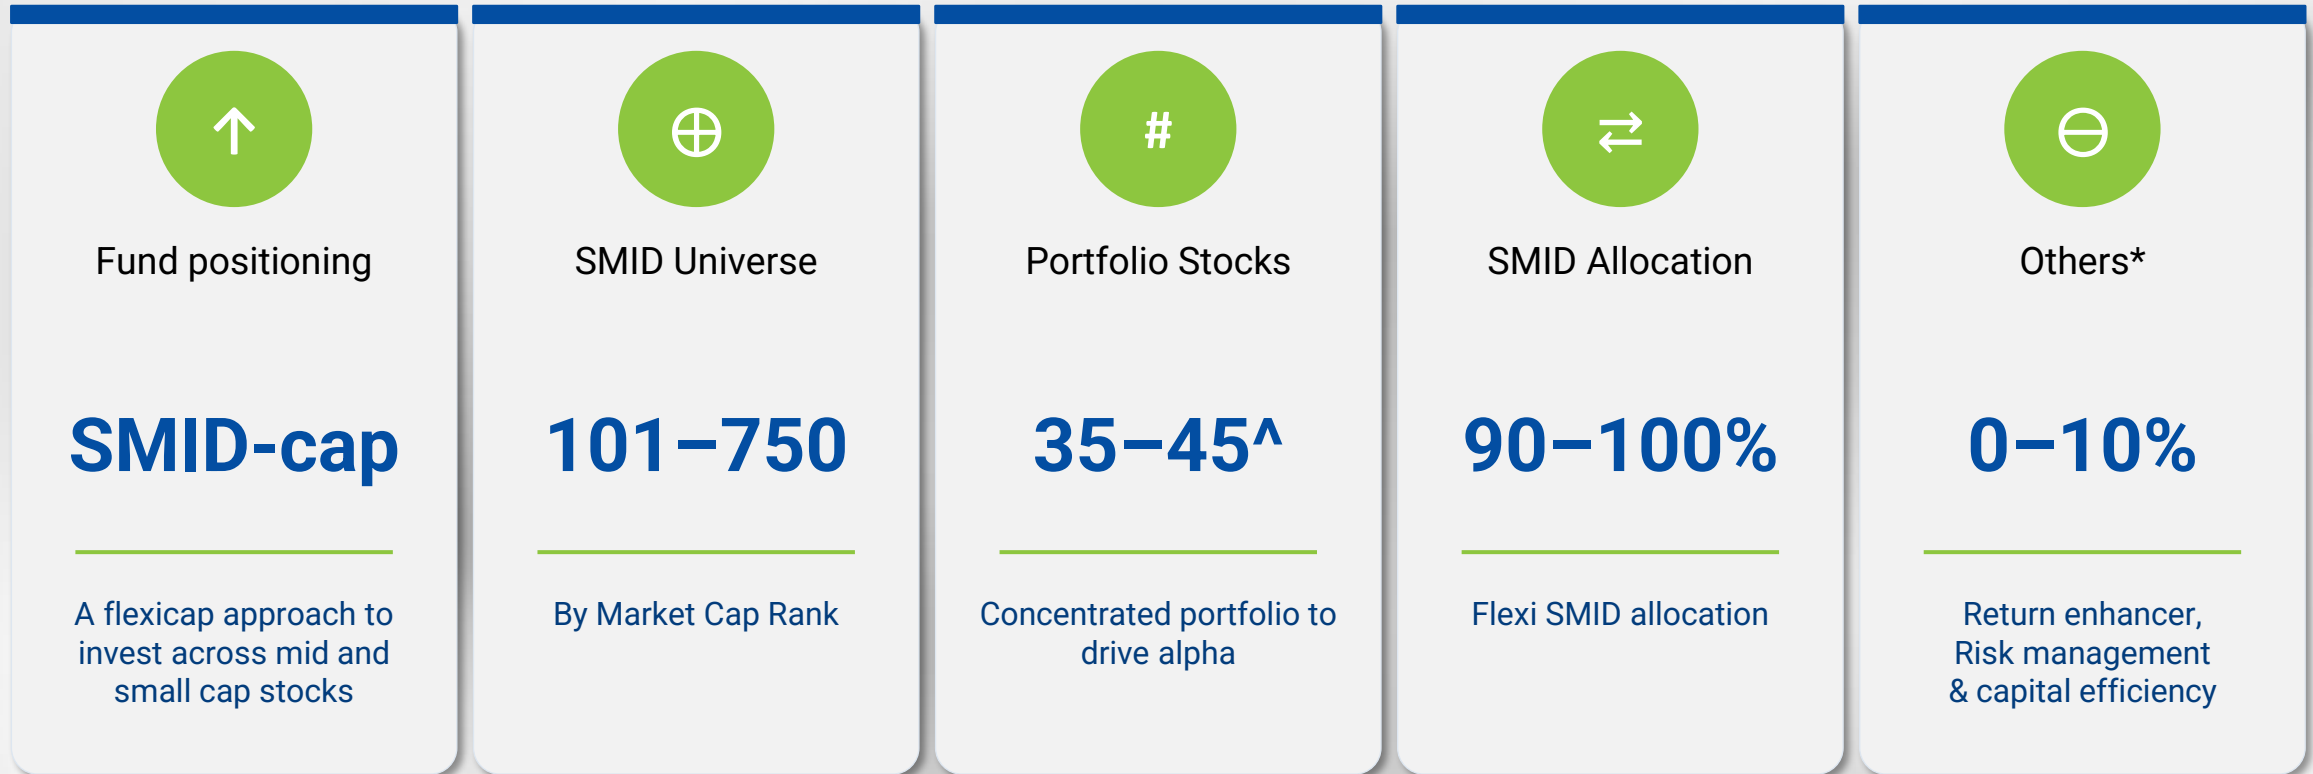 ↑
Fund positioning
SMID-cap
A flexicap approach to
invest across mid and
small cap stocks
⊕
SMID Universe
101–750
By Market Cap Rank
#
Portfolio Stocks
35–45^
Concentrated portfolio to
drive alpha
⇄
SMID Allocation
90–100%
Flexi SMID allocation
⊖
Others*
0–10%
Return enhancer,
Risk management
& capital efficiency